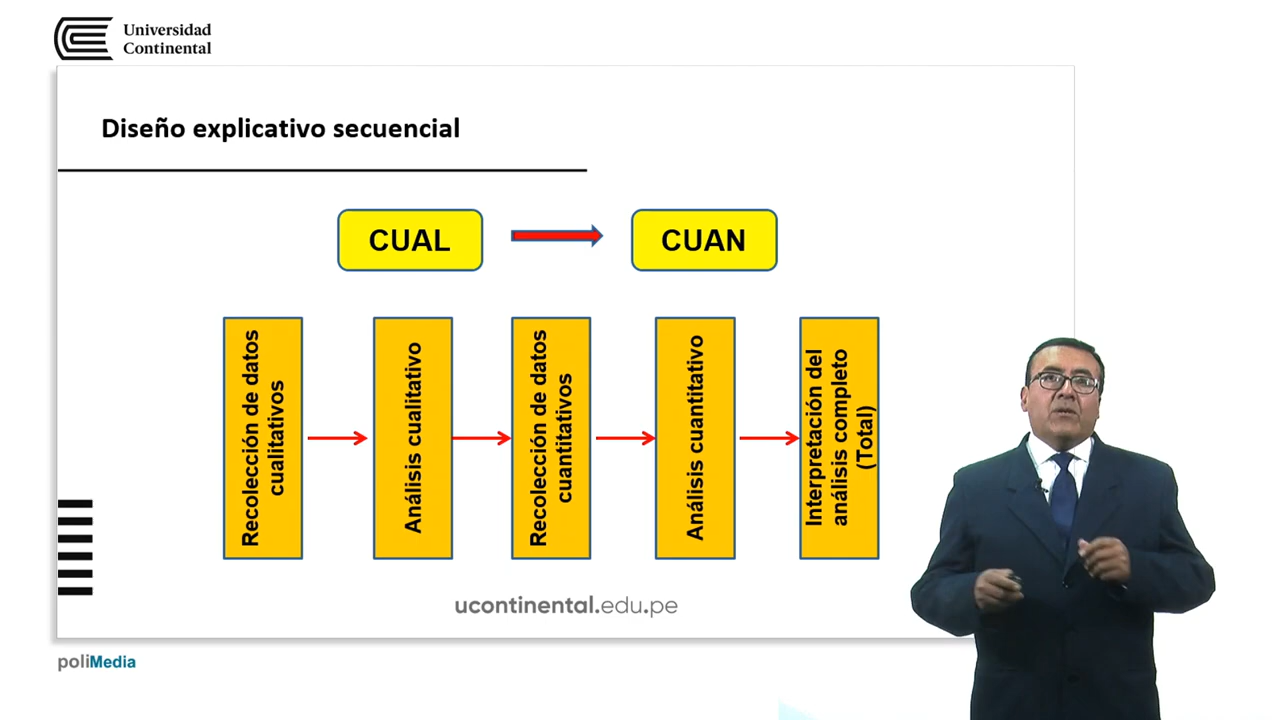 Universidad
Continental
Diseño explicativo secuencial
CUAL
CUAN
Recolección de datos
cualitativos
Análisis cualitativo
Recolección de datos
cuantitativos
Análisis cuantitativo
Interpretación del
análisis completo
(Total)
ucontinental.edu.pe
poliMedia